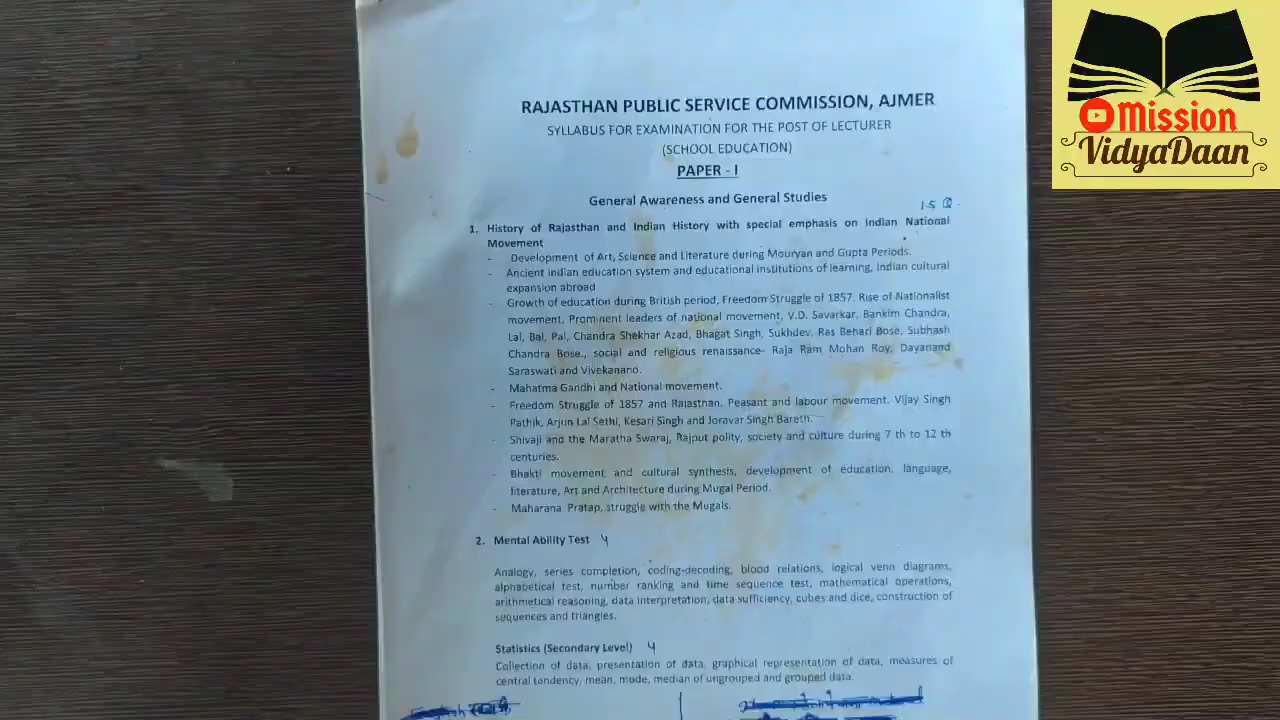 RAJASTHAN PUBLIC SERVICE COMMISSION, AJMER
SYLLABUS FOR EXAMINATION FOR THE POST OF LECTURER
(SCHOOL EDUCATION)
PAPER - I
General Awareness and General Studies
15 Q.
1. History of Rajasthan and Indian History with special emphasis on Indian National
Movement
- Development of Art, Science and Literature during Mouryan and Gupta Periods.
- Ancient Indian education system and educational institutions of learning, Indian cultural
expansion abroad
- Growth of education during British period, Freedom Struggle of 1857. Rise of Nationalist
movement, Prominent leaders of national movement, V.D. Savarkar, Bankim Chandra,
Lal, Bal, Pal, Chandra Shekhar Azad, Bhagat Singh, Sukhdev. Ras Behari Bose, Subhash
Chandra Bose., social and religious renaissance- Raja Ram Mohan Roy, Dayanand
Saraswati and Vivekanano.
- Mahatma Gandhi and National movement.
- Freedom Struggle of 1857 and Rajasthan. Peasant and labour movement. Vijay Singh
Pathik, Arjun Lal Sethi, Kesari Singh and Joravar Singh Bareth.
- Shivaji and the Maratha Swaraj, Rajput polity, society and culture during 7 th to 12 th
centuries.
- Bhakti movement and cultural synthesis, development of education, language,
literature, Art and Architecture during Mugal Period.
- Maharana Pratap, struggle with the Mugals.
2. Mental Ability Test 4
Analogy, series completion, coding-decoding, blood relations, logical venn diagrams,
alphabetical test, number ranking and time sequence test, mathematical operations,
arithmetical reasoning, data interpretation, data sufficiency, cubes and dice, construction of
sequences and triangles.
Statistics (Secondary Level) 4
Collection of data, presentation of data, graphical representation of data, measures of
central tendency, mean, mode, median of ungrouped and grouped data.
Mission
VidyaDaan